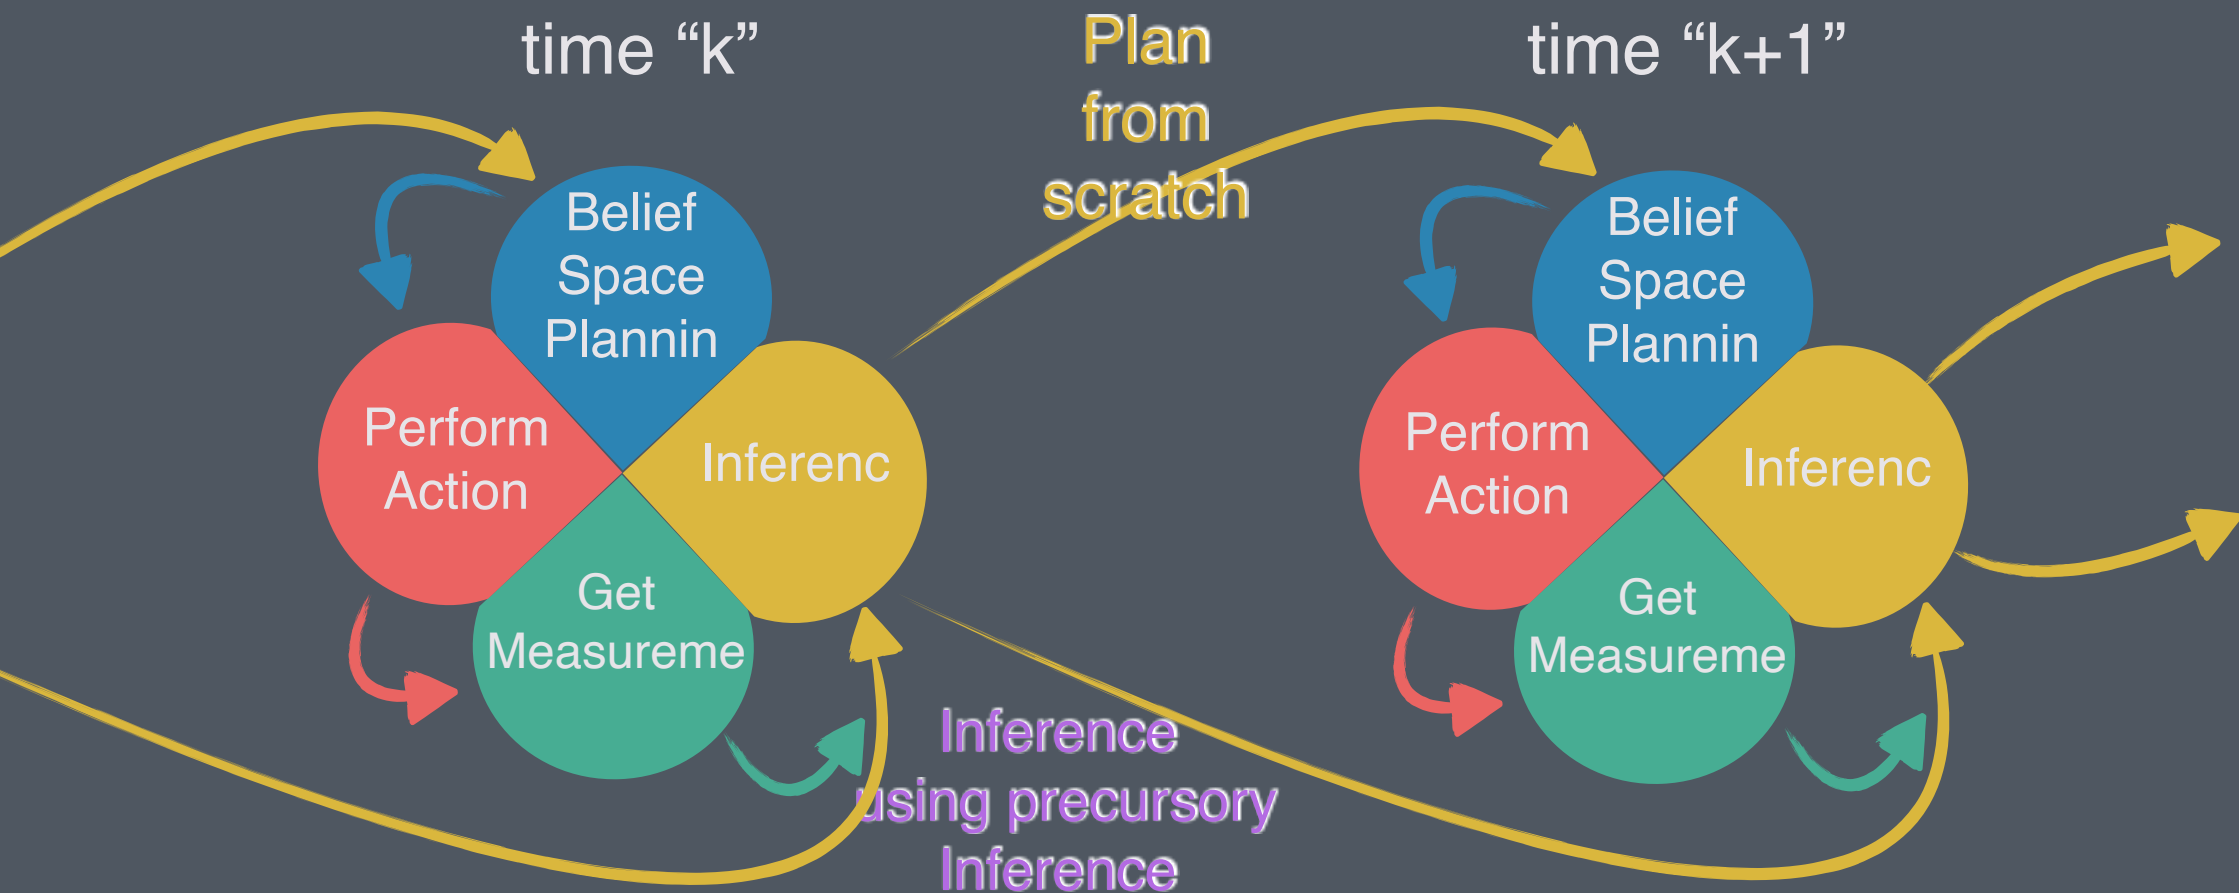 time “k”
Plan
from
scratch
time “k+1”
Belief
Space
Plannin
Perform
Action
Inferenc
Get
Measureme
Belief
Space
Plannin
Perform
Action
Inferenc
Get
Measureme
Inference
using precursory
Inference